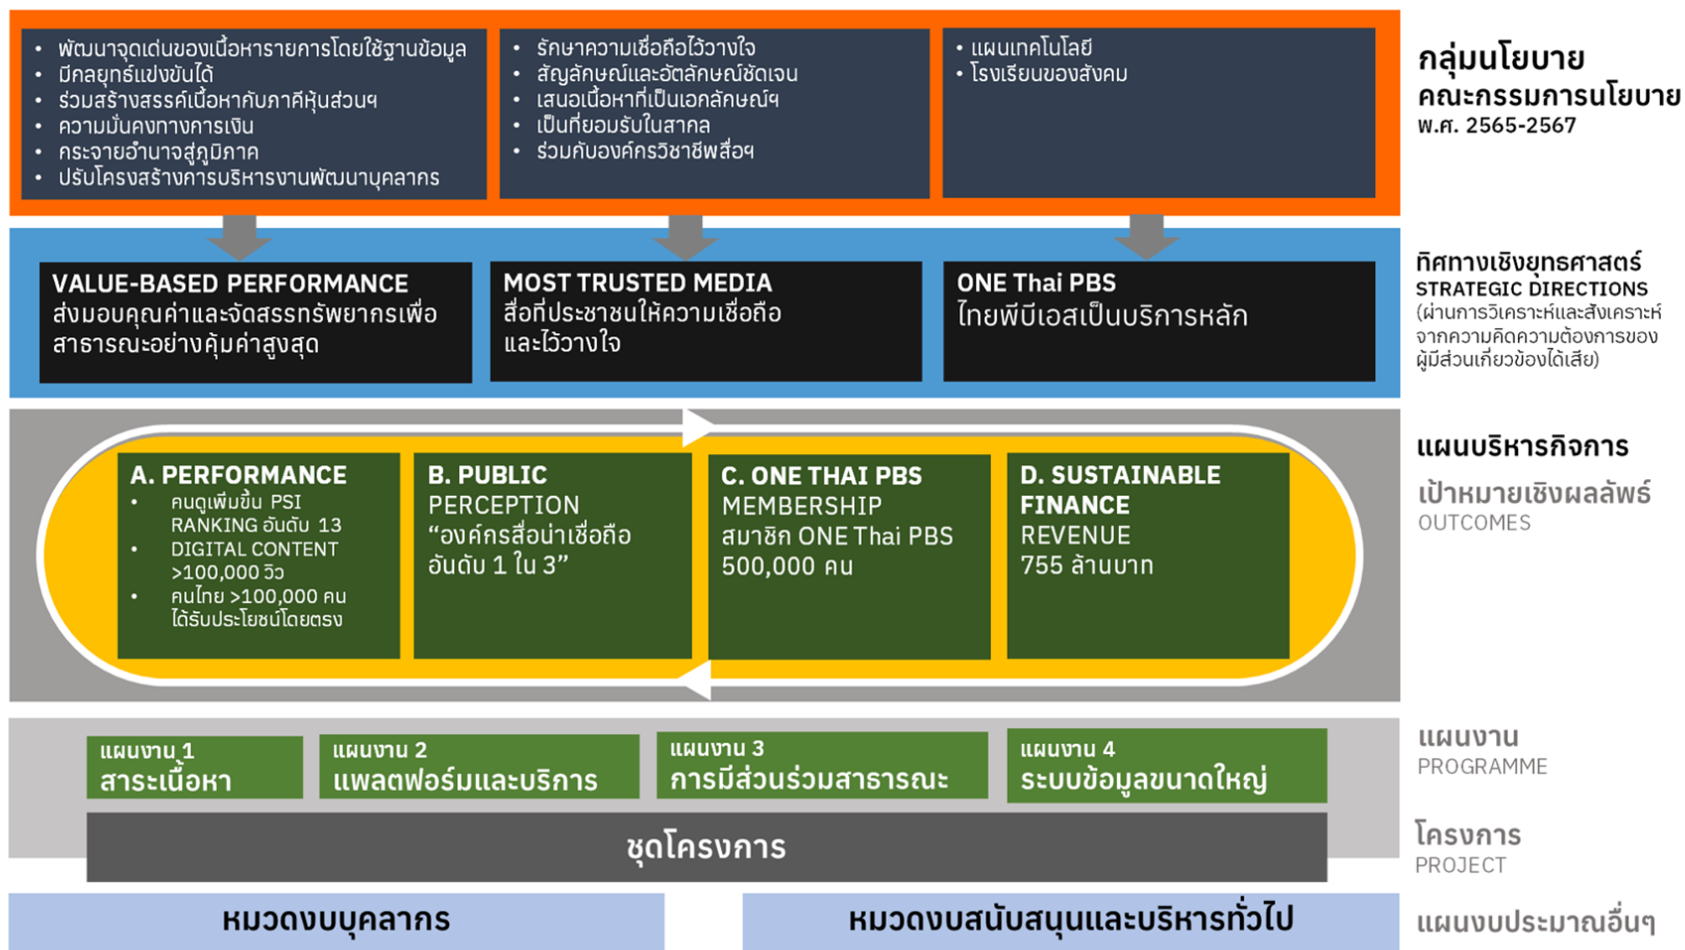 • พัฒนาจุดเด่นของเนื้อหารายการโดยใช้ฐานข้อมูล
• มีกลยุทธ์แข่งขันได้
• ร่วมสร้างสรรค์เนื้อหากับภาคีหุ้นส่วนฯ
• ความมั่นคงทางการเงิน
• กระจายอำนาจสู่ภูมิภาค
• ปรับโครงสร้างการบริหารงานพัฒนาบุคลากร
• รักษาความเชื่อถือไว้วางใจ
• สัญลักษณ์และอัตลักษณ์ชัดเจน
• เสนอเนื้อหาที่เป็นเอกลักษณ์ฯ
• เป็นที่ยอมรับในสากล
• ร่วมกับองค์กรวิชาชีพสื่อฯ
• แผนเทคโนโลยี
• โรงเรียนของสังคม
กลุ่มนโยบาย
คณะกรรมการนโยบาย
พ.ศ. 2565-2567
VALUE-BASED PERFORMANCE
ส่งมอบคุณค่าและจัดสรรทรัพยากรเพื่อ
สาธารณะอย่างคุ้มค่าสูงสุด
MOST TRUSTED MEDIA
สื่อที่ประชาชนให้ความเชื่อถือ
และไว้วางใจ
ONE Thai PBS
ไทยพีบีเอสเป็นบริการหลัก
ทิศทางเชิงยุทธศาสตร์
STRATEGIC DIRECTIONS
(ผ่านการวิเคราะห์และสังเคราะห์
จากความคิดความต้องการของ
ผู้มีส่วนเกี่ยวข้องได้เสีย)
A. PERFORMANCE
• คนดูเพิ่มขึ้น PSI
RANKING อันดับ 13
• DIGITAL CONTENT
>100,000 วิว
• คนไทย >100,000 คน
ได้รับประโยชน์โดยตรง
B. PUBLIC
PERCEPTION
“องค์กรสื่อน่าเชื่อถือ
อันดับ 1 ใน 3”
C. ONE THAI PBS
MEMBERSHIP
สมาชิก ONE Thai PBS
500,000 คน
D. SUSTAINABLE
FINANCE
REVENUE
755 ล้านบาท
แผนบริหารกิจการ
เป้าหมายเชิงผลลัพธ์
OUTCOMES
แผนงาน 1
สาระเนื้อหา
แผนงาน 2
แพลตฟอร์มและบริการ
แผนงาน 3
การมีส่วนร่วมสาธารณะ
แผนงาน 4
ระบบข้อมูลขนาดใหญ่
แผนงาน
PROGRAMME
ชุดโครงการ
โครงการ
PROJECT
หมวดงบบุคลากร
หมวดงบสนับสนุนและบริหารทั่วไป
แผนงบประมาณอื่นๆ